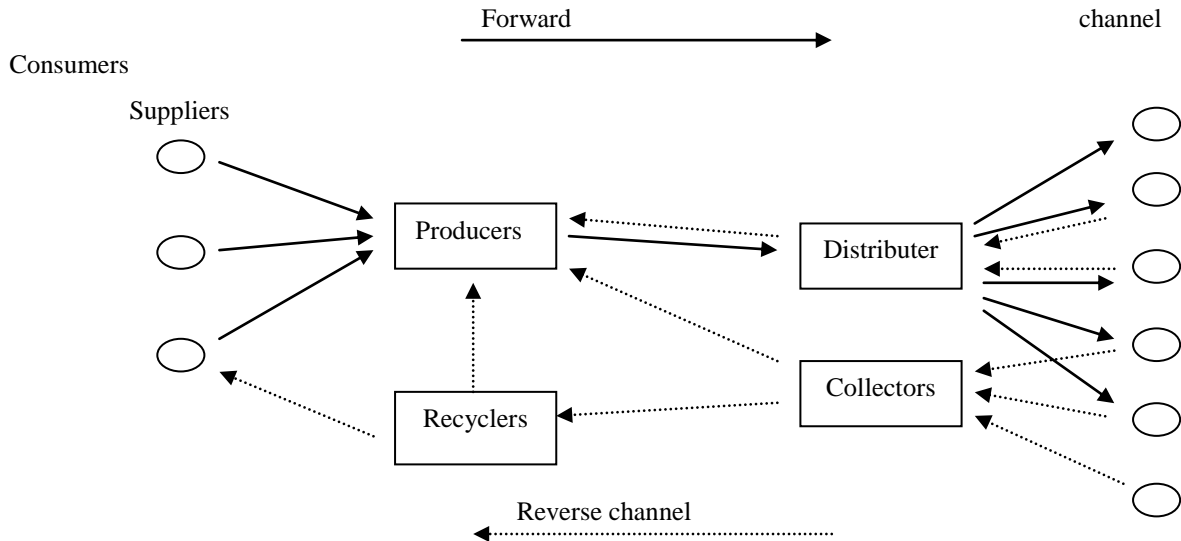 Forward channel
Consumers
Suppliers
Producers
Distributer
Collectors
Recyclers
Reverse channel